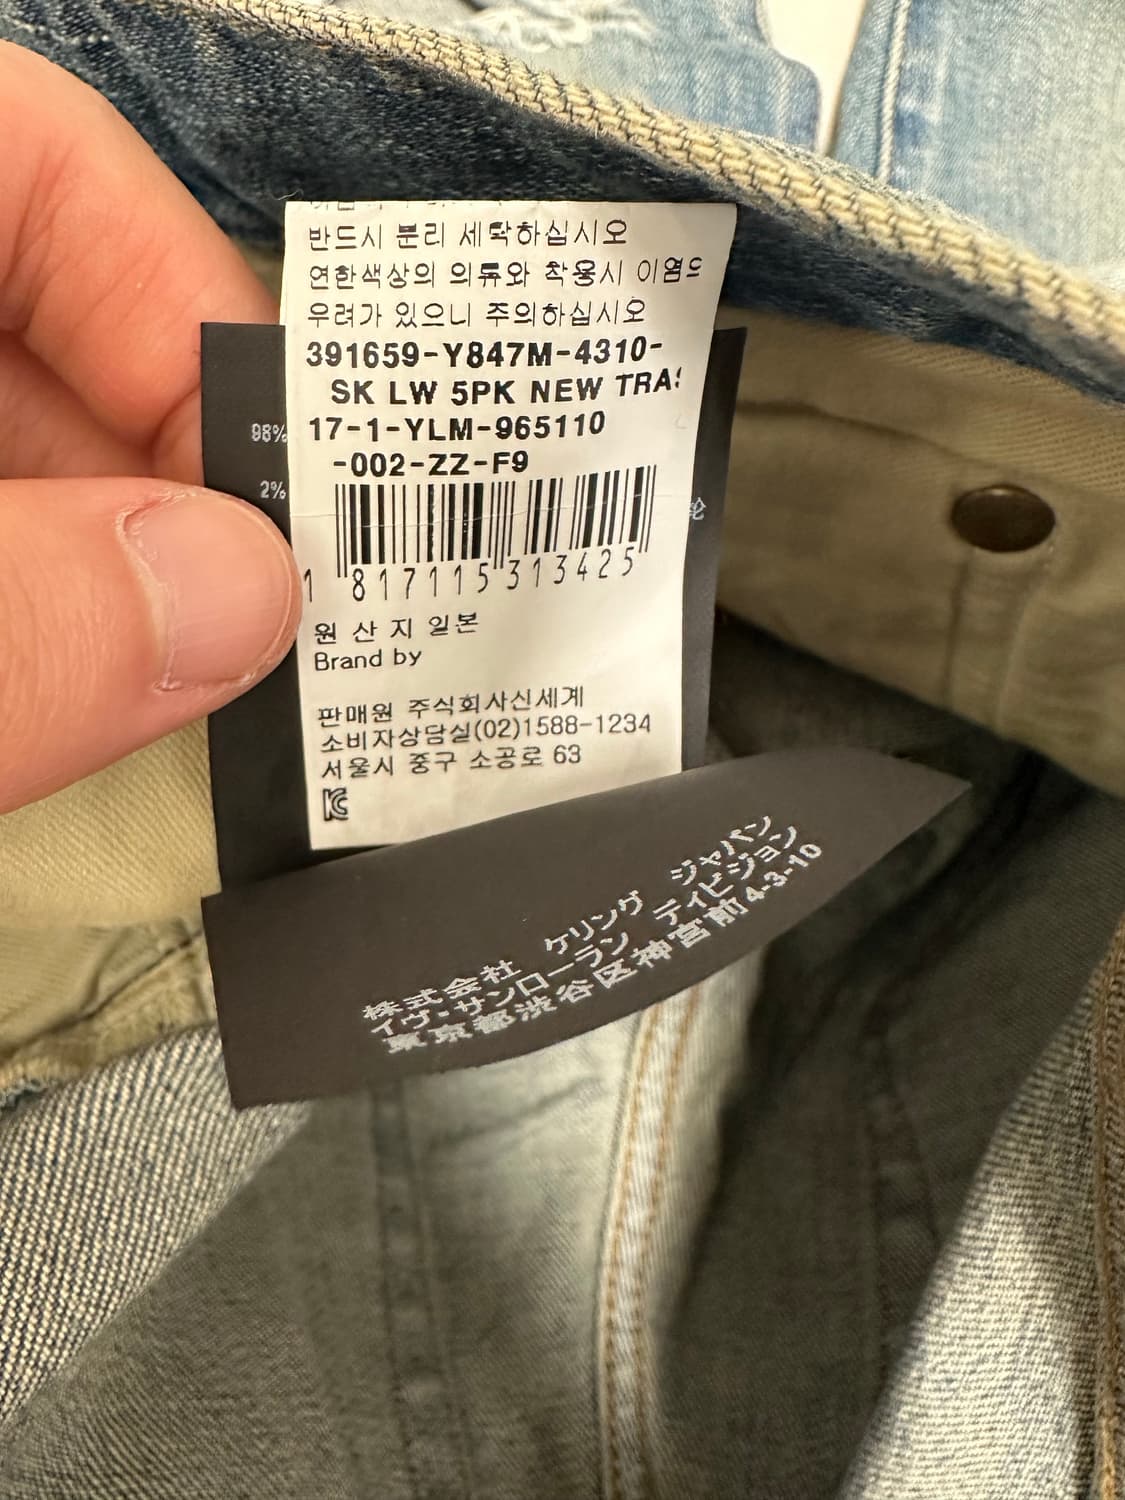 반드시 분리 세탁하십시오
연한색상의 의류와 착용시 이염으
우려가 있으니 주의하십시오
391659-Y847M-4310-
SK LW 5PK NEW TRA
17-1-YLM-965110
-002-ZZ-F9
1 817115 313425
원 산 지 일본
Brand by
판매원 주식회사신세계
소비자상담실(02)1588-1234
서울시 중구 소공로 63
98%
2%
株式会社 ケリング ジャパン
イヴ・サンローラン ディビジョン
東京都渋谷区神宮前4-3-10